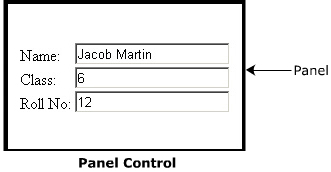 Name: Jacob Martin
Class: 6
Roll No: 12
Panel
Panel Control